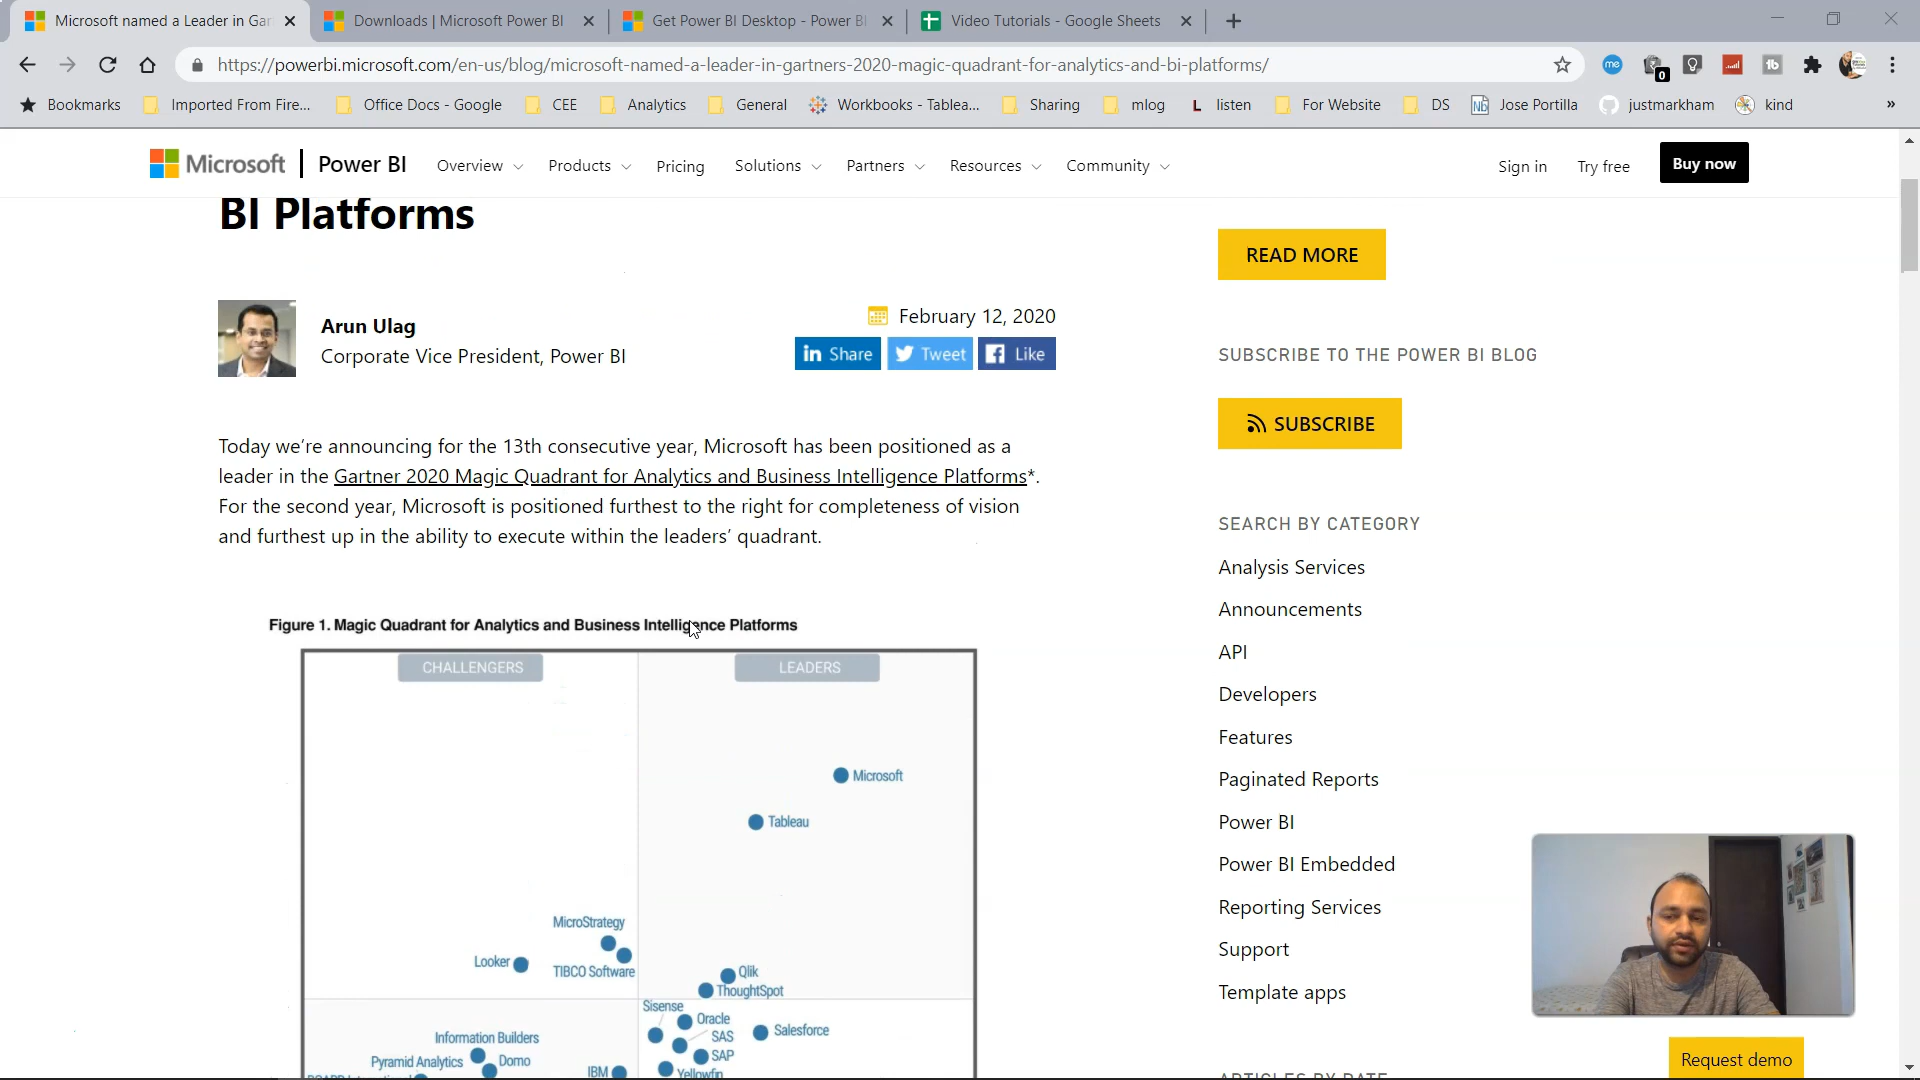 Microsoft named a Leader in Gar
Downloads | Microsoft Power BI
Get Power BI Desktop - Power BI
Video Tutorials - Google Sheets
https://powerbi.microsoft.com/en-us/blog/microsoft-named-a-leader-in-gartners-2020-magic-quadrant-for-analytics-and-bi-platforms/
me
0
tb
Bookmarks
Imported From Fire...
Office Docs - Google
CEE
Analytics
General
Workbooks - Tablea...
Sharing
mlog
L listen
For Website
DS
Nb Jose Portilla
justmarkham
kind
»
Microsoft | Power BI
Overview
Products
Pricing
Solutions
Partners
Resources
Community
Sign in
Try free
Buy now
BI Platforms
Arun Ulag
Corporate Vice President, Power BI
February 12, 2020
in Share
Tweet
Like
Today we're announcing for the 13th consecutive year, Microsoft has been positioned as a
leader in the Gartner 2020 Magic Quadrant for Analytics and Business Intelligence Platforms*.
For the second year, Microsoft is positioned furthest to the right for completeness of vision
and furthest up in the ability to execute within the leaders' quadrant.
Figure 1. Magic Quadrant for Analytics and Business Intelligence Platforms
CHALLENGERS
LEADERS
Microsoft
Tableau
MicroStrategy
Looker
TIBCO Software
Qlik
ThoughtSpot
Sisense
Oracle
Salesforce
SAS
Information Builders
SAP
Pyramid Analytics
Domo
IBM
Yellowfin
BOARD International
READ MORE
SUBSCRIBE TO THE POWER BI BLOG
SUBSCRIBE
SEARCH BY CATEGORY
Analysis Services
Announcements
API
Developers
Features
Paginated Reports
Power BI
Power BI Embedded
Reporting Services
Support
Template apps
ARTICLES BY DATE
Request demo